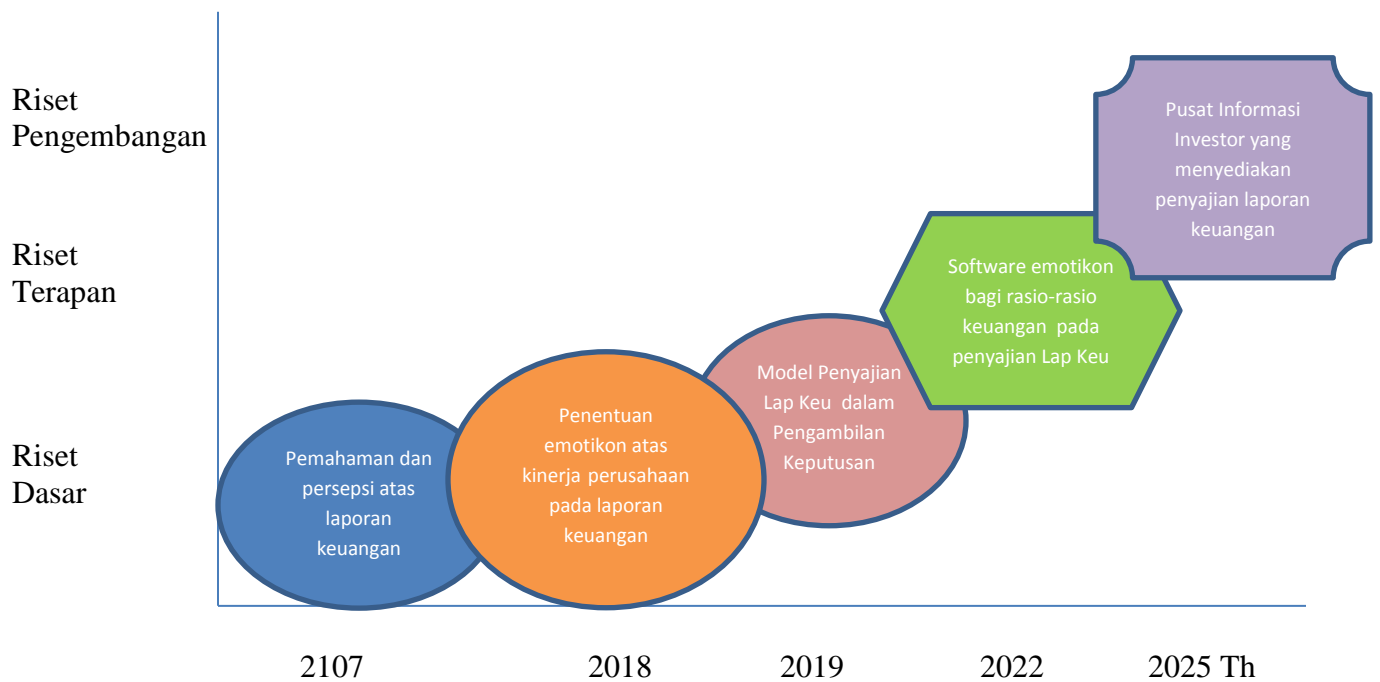 Riset
Pengembangan
Riset
Terapan
Riset
Dasar
Pemahaman dan
persepsi atas
laporan
keuangan
Penentuan
emotikon atas
kinerja perusahaan
pada laporan
keuangan
Model Penyajian
Lap Keu dalam
Pengambilan
Keputusan
Software emotikon
bagi rasio-rasio
keuangan pada
penyajian Lap Keu
Pusat Informasi
Investor yang
menyediakan
penyajian laporan
keuangan
2107 2018 2019 2022 2025 Th